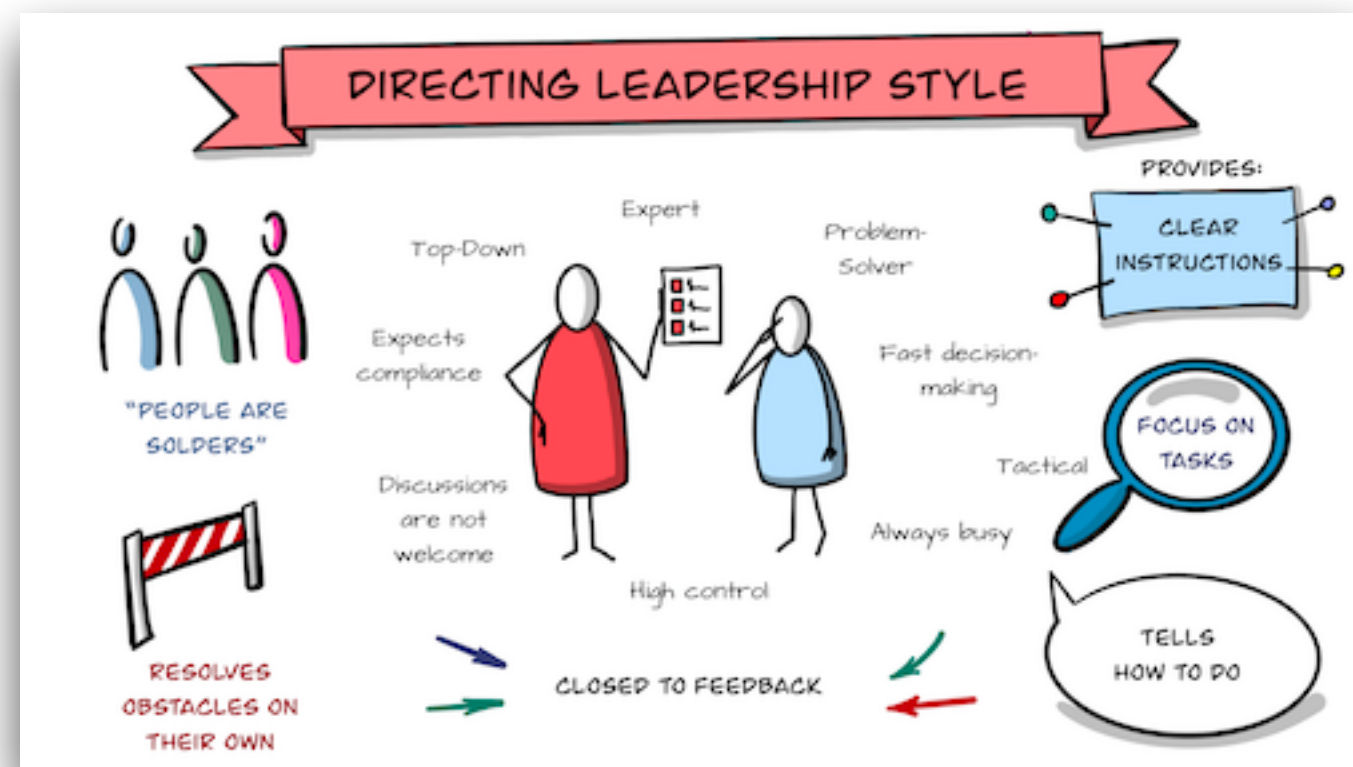 DIRECTING LEADERSHIP STYLE
"PEOPLE ARE
SOLDERS"
RESOLVES
OBSTACLES ON
THEIR OWN
Expert
Top-Down
Problem-
Solver
Expects
compliance
Fast decision-
making
Tactical
Discussions
are not
welcome
Always busy
High control
CLOSED TO FEEDBACK
PROVIDES:
CLEAR
INSTRUCTIONS
FOCUS ON
TASKS
TELLS
HOW TO DO